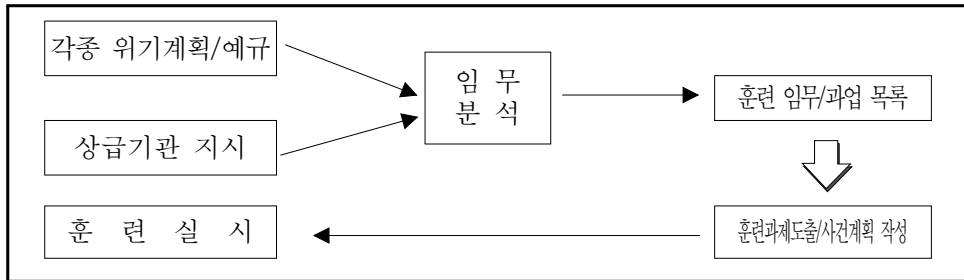 각종 위기계획/예규
상급기관 지시
임 무
분 석
훈련 임무/과업 목록
훈련과제도출/사건계획 작성
훈 련 실 시